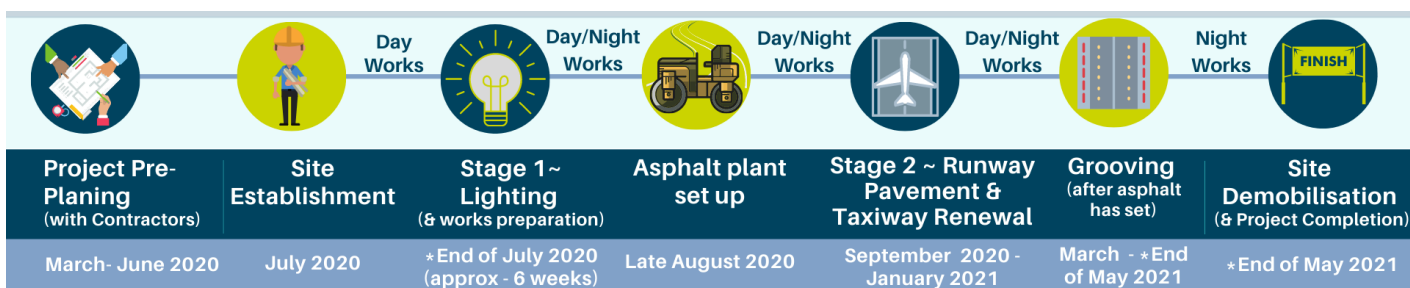 Day
Works
Day/Night
Works
Day/Night
Works
Day/Night
Works
Night
Works
FINISH
Project Pre-
Planing
(with Contractors)
Site
Establishment
Stage 1~
Lighting
(& works preparation)
Asphalt plant
set up
Stage 2 ~ Runway
Pavement &
Taxiway Renewal
Grooving
(after asphalt
has set)
Site
Demobilisation
(& Project Completion)
March- June 2020
July 2020
*End of July 2020
(approx - 6 weeks)
Late August 2020
September 2020 -
January 2021
March - *End
of May 2021
*End of May 2021